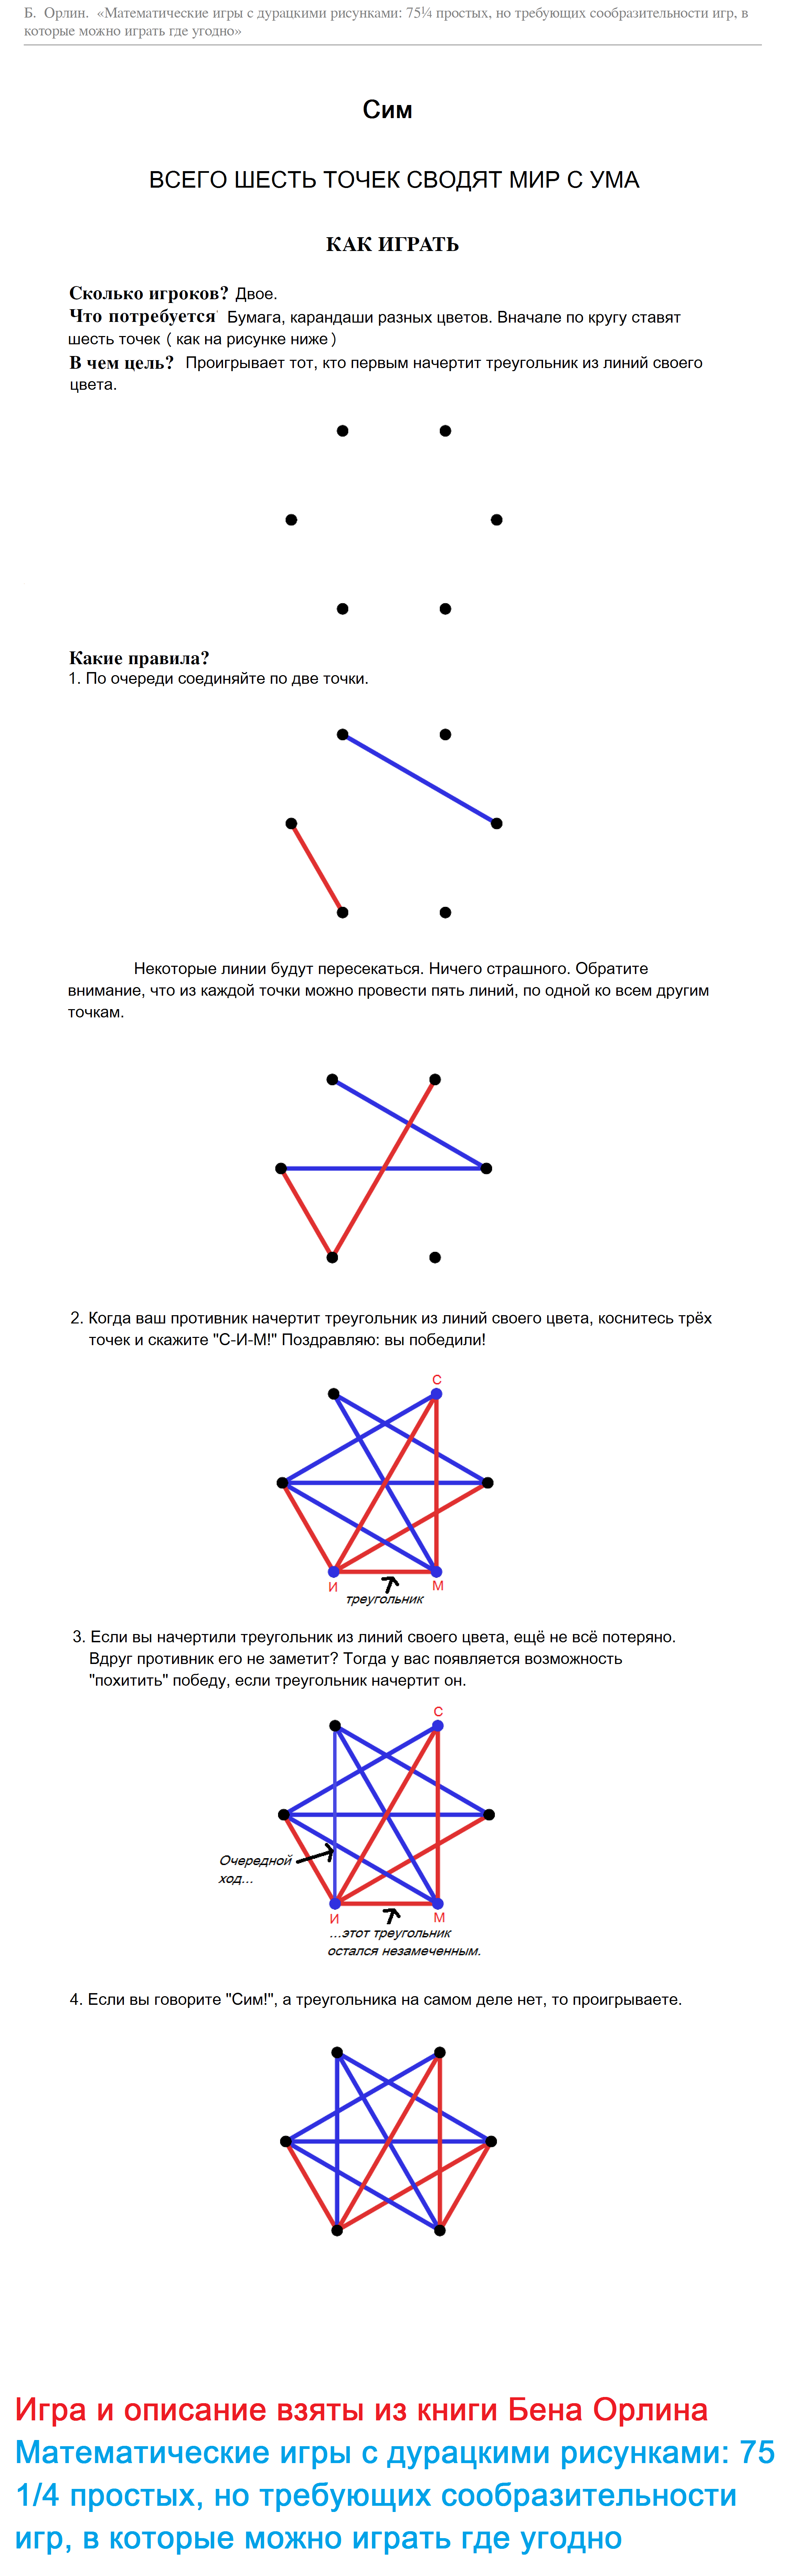 Б. Орлин. «Математические игры с дурацкими рисунками: 75¼ простых, но требующих сообразительности игр, в
которые можно играть где угодно»
Сим
ВСЕГО ШЕСТЬ ТОЧЕК СВОДЯТ МИР С УМА
КАК ИГРАТЬ
Сколько игроков? Двое.
Что потребуется Бумага, карандаши разных цветов. Вначале по кругу ставят
шесть точек ( как на рисунке ниже )
В чем цель? Проигрывает тот, кто первым начертит треугольник из линий своего
цвета.
Какие правила?
1. По очереди соединяйте по две точки.
Некоторые линии будут пересекаться. Ничего страшного. Обратите
внимание, что из каждой точки можно провести пять линий, по одной ко всем другим
точкам.
2. Когда ваш противник начертит треугольник из линий своего цвета, коснитесь трёх
точек и скажите "С-И-М!" Поздравляю: вы победили!
С
И М
треугольник
3. Если вы начертили треугольник из линий своего цвета, ещё не всё потеряно.
Вдруг противник его не заметит? Тогда у вас появляется возможность
"похитить" победу, если треугольник начертит он.
С
Очередной
ход...
И М
...этот треугольник
остался незамеченным.
4. Если вы говорите "Сим!", а треугольника на самом деле нет, то проигрываете.
Игра и описание взяты из книги Бена Орлина
Математические игры с дурацкими рисунками: 75
1/4 простых, но требующих сообразительности
игр, в которые можно играть где угодно